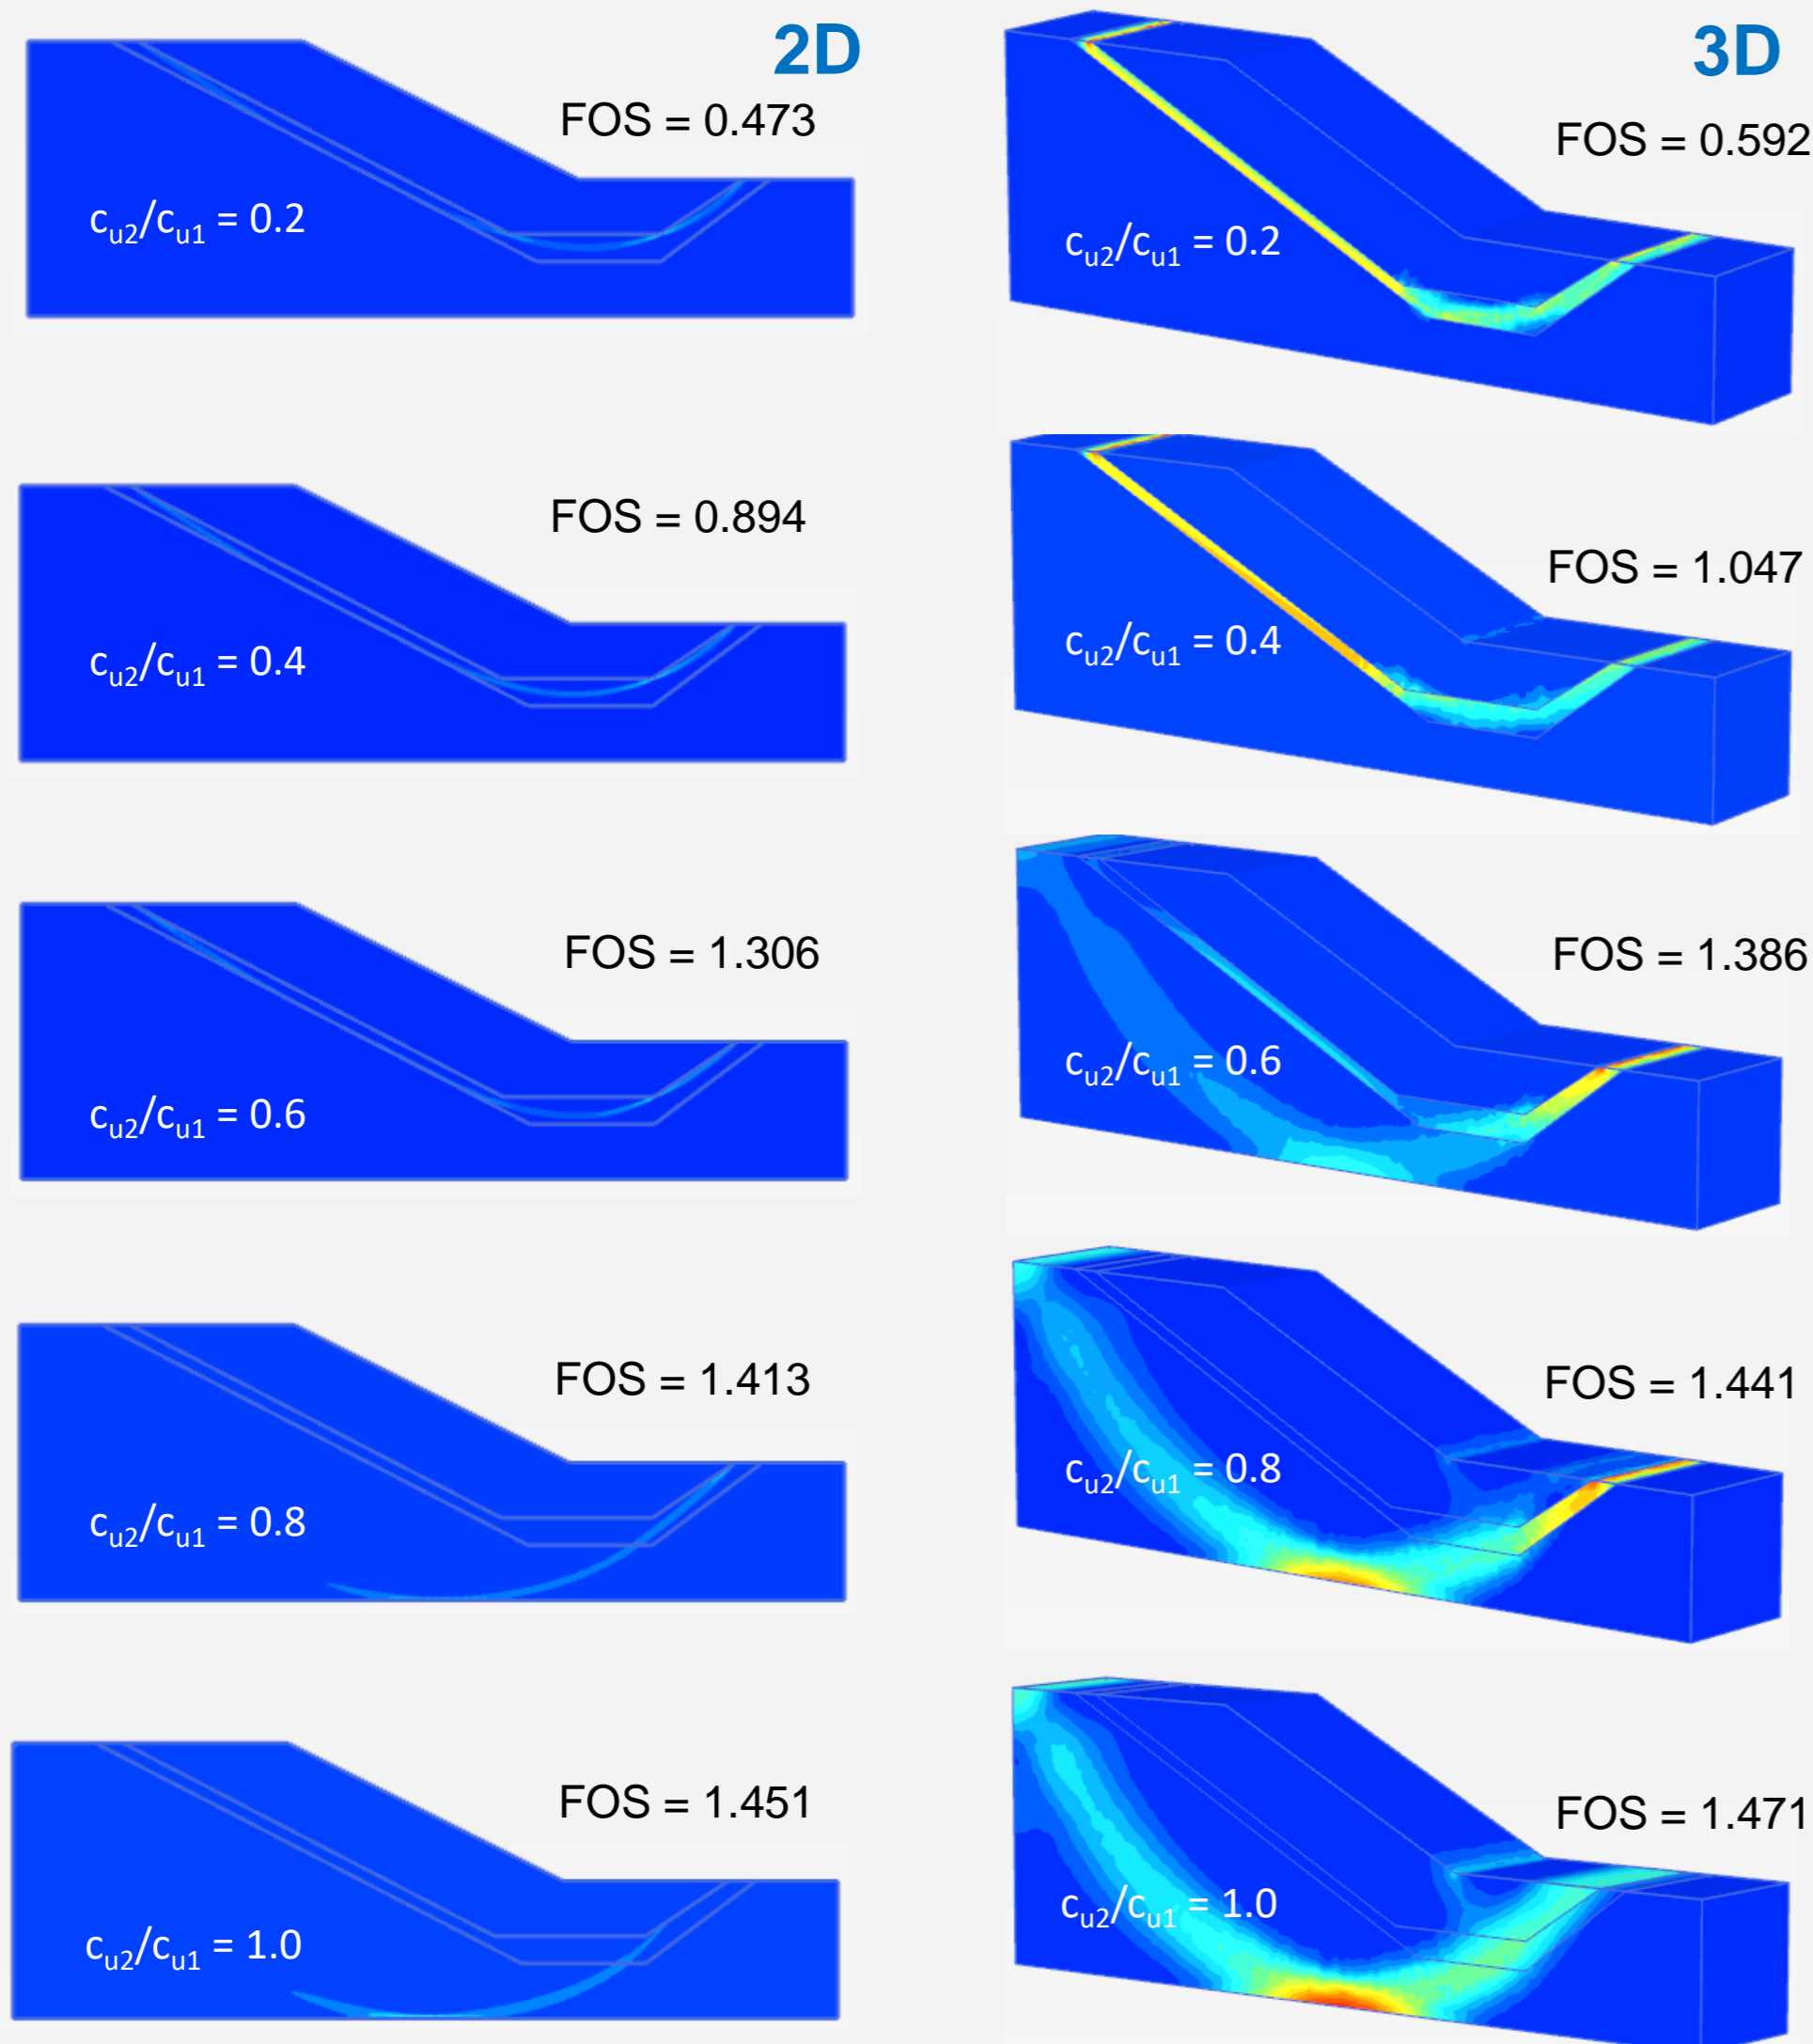 2D
3D
FOS = 0.473
FOS = 0.592
cu2/cu1 = 0.2
cu2/cu1 = 0.2
FOS = 0.894
FOS = 1.047
cu2/cu1 = 0.4
cu2/cu1 = 0.4
FOS = 1.306
FOS = 1.386
cu2/cu1 = 0.6
cu2/cu1 = 0.6
FOS = 1.413
FOS = 1.441
cu2/cu1 = 0.8
cu2/cu1 = 0.8
FOS = 1.451
FOS = 1.471
cu2/cu1 = 1.0
cu2/cu1 = 1.0